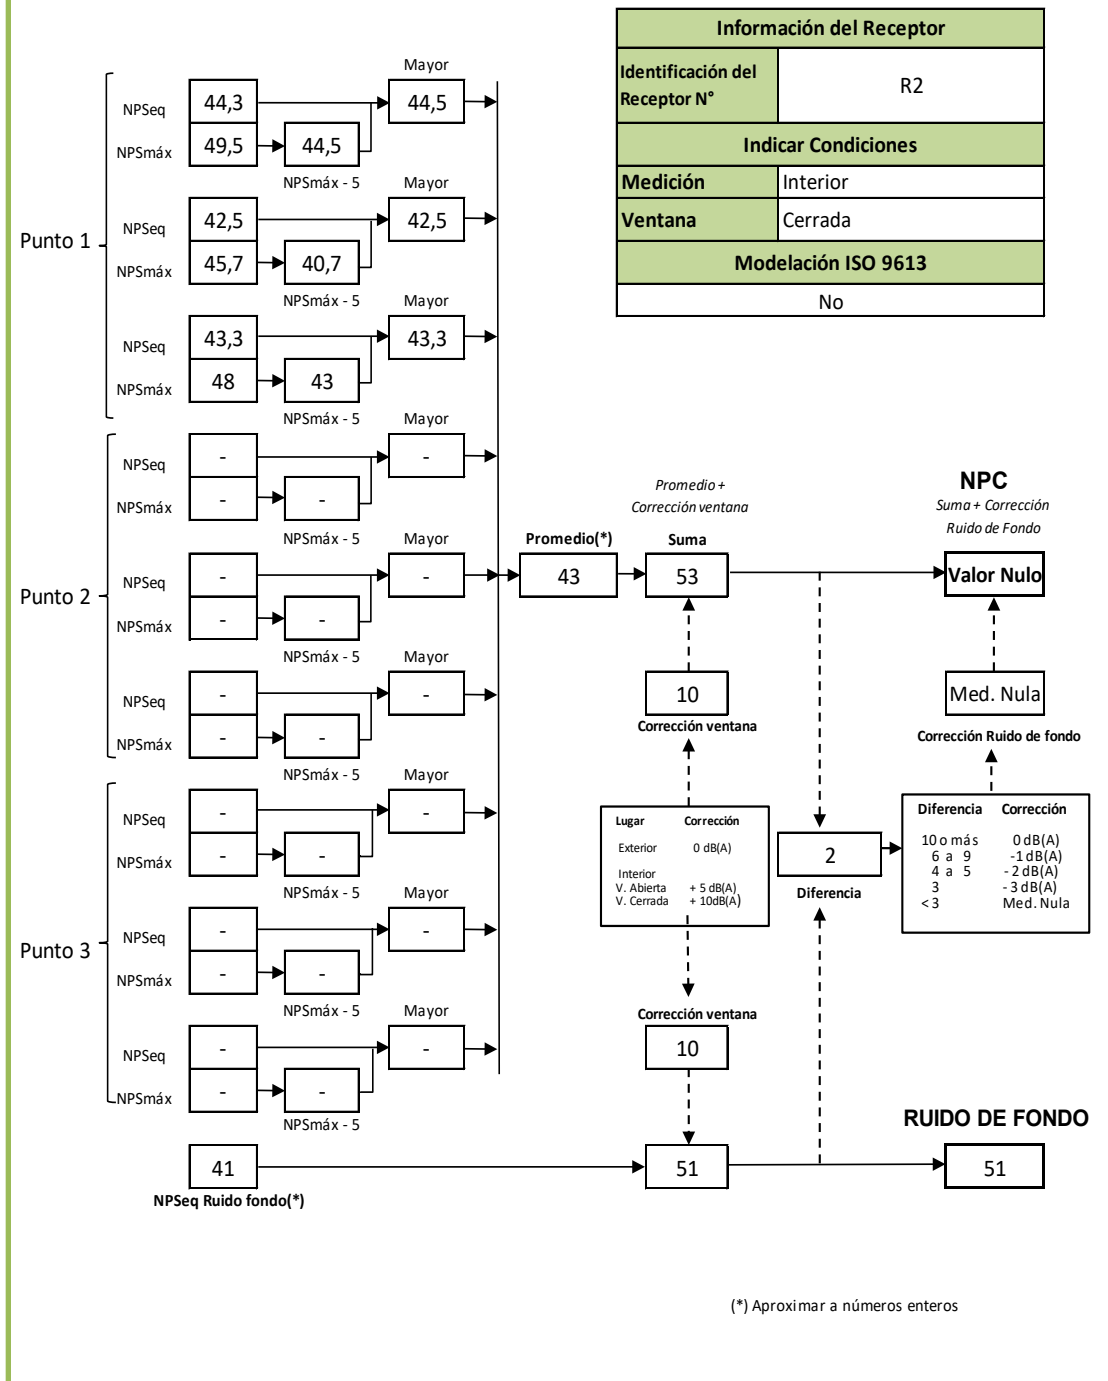 Información del Receptor
Identificación del Receptor N°
R2
Indicar Condiciones
Medición Interior
Ventana Cerrada
Modelación ISO 9613
No
Punto 1
Mayor
NPSeq 44,3 44,5
NPSmáx 49,5 44,5
NPSmáx - 5
Mayor
NPSeq 42,5 42,5
NPSmáx 45,7 40,7
NPSmáx - 5
Mayor
NPSeq 43,3 43,3
NPSmáx 48 43
NPSmáx - 5
Punto 2
Mayor
NPSeq - -
NPSmáx - -
NPSmáx - 5
Mayor
NPSeq - -
NPSmáx - -
NPSmáx - 5
Mayor
NPSeq - -
NPSmáx - -
NPSmáx - 5
Punto 3
Mayor
NPSeq - -
NPSmáx - -
NPSmáx - 5
Mayor
NPSeq - -
NPSmáx - -
NPSmáx - 5
Mayor
NPSeq - -
NPSmáx - -
NPSmáx - 5
41
NPSeq Ruido fondo(*)
Promedio(*)
43
Promedio +
Corrección ventana
Suma
53
10
Corrección ventana
Lugar Corrección
Exterior 0 dB(A)
Interior
V. Abierta + 5 dB(A)
V. Cerrada + 10dB(A)
Corrección ventana
10
51
2
Diferencia
NPC
Suma + Corrección
Ruido de Fondo
Valor Nulo
Med. Nula
Corrección Ruido de fondo
Diferencia Corrección
10 o más 0 dB(A)
6 a 9 -1 dB(A)
4 a 5 - 2 dB(A)
3 - 3 dB(A)
< 3 Med. Nula
RUIDO DE FONDO
51
(*) Aproximar a números enteros